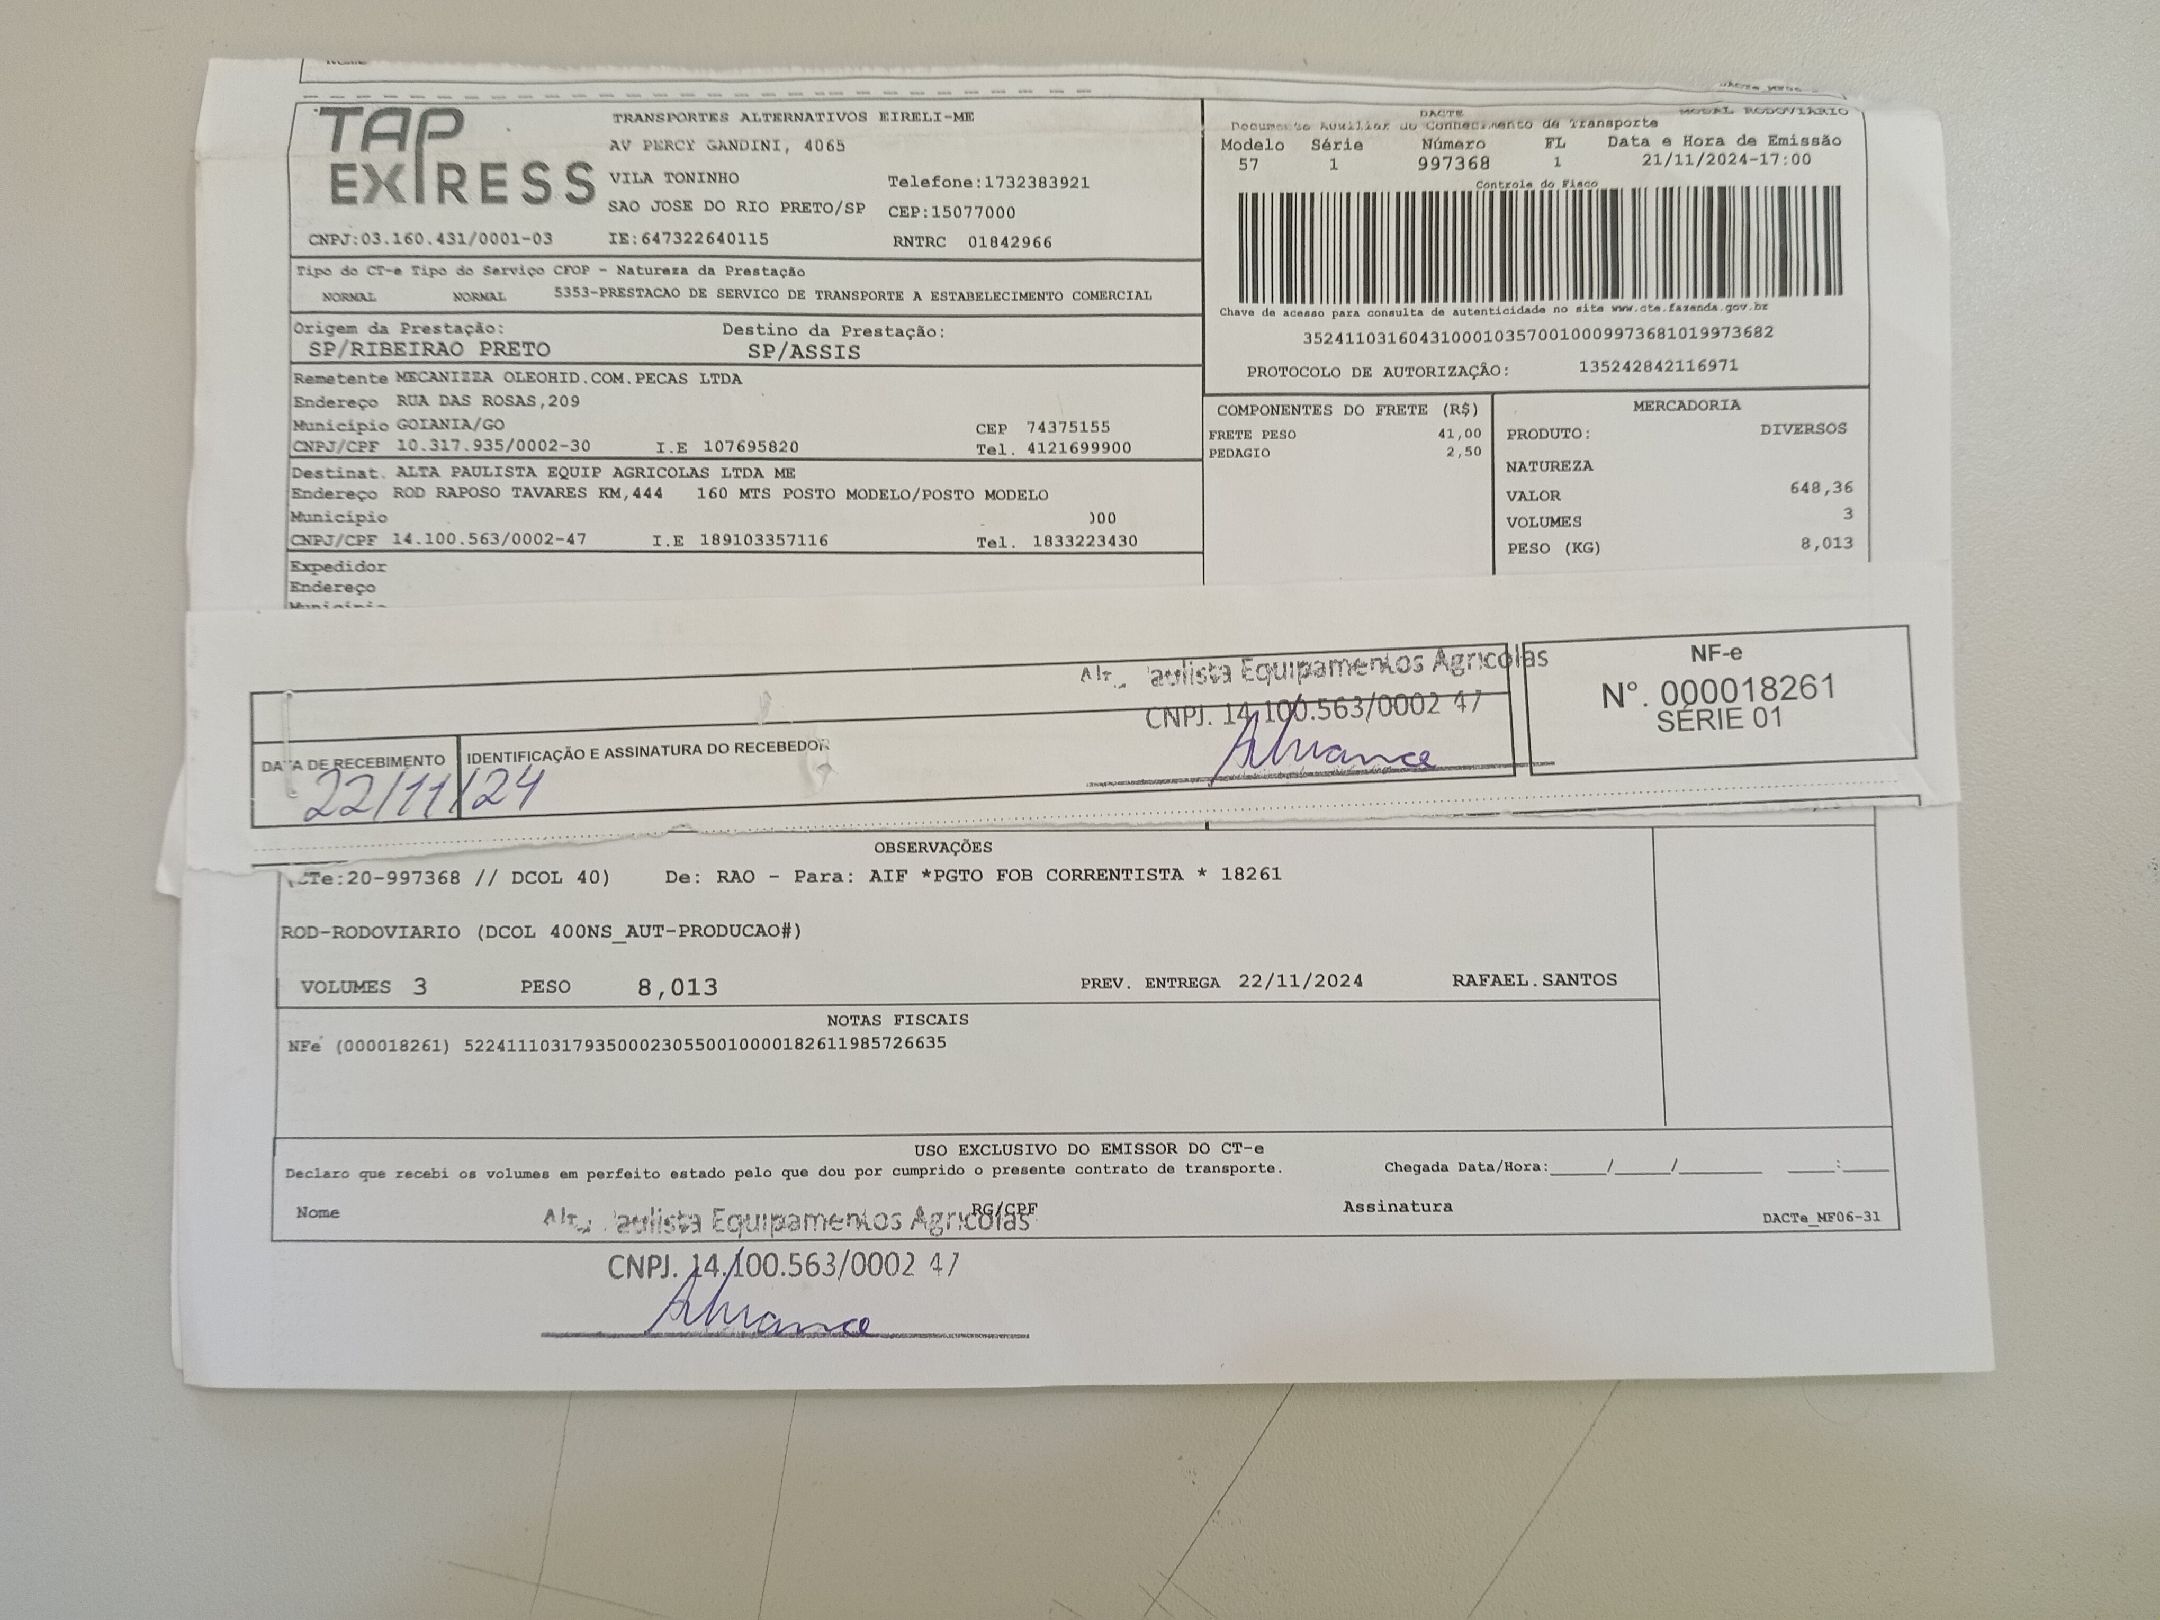 TAP EXPRESS
TRANSPORTES ALTERNATIVOS EIRELI-ME
AV PERCY GANDINI, 4065
VILA TONINHO Telefone:1732383921
SAO JOSE DO RIO PRETO/SP CEP:15077000
CNPJ:03.160.431/0001-03 IE:647322640115 RNTRC 01842966
DACTE MODAL RODOVIÁRIO
Documento Auxiliar do Conhecimento de Transporte
Modelo Série Número FL Data e Hora de Emissão
57 1 997368 1 21/11/2024-17:00
Controle do Fisco
Chave de acesso para consulta de autenticidade no site www.cte.fazenda.gov.br
35241103160431000103570010009973681019973682
PROTOCOLO DE AUTORIZAÇÃO: 135242842116971
Tipo do CT-e Tipo do Serviço CFOP - Natureza da Prestação
NORMAL NORMAL 5353-PRESTACAO DE SERVICO DE TRANSPORTE A ESTABELECIMENTO COMERCIAL
Origem da Prestação: Destino da Prestação:
SP/RIBEIRAO PRETO SP/ASSIS
Remetente MECANIZZA OLEOHID.COM.PECAS LTDA
Endereço RUA DAS ROSAS,209
Município GOIANIA/GO CEP 74375155
CNPJ/CPF 10.317.935/0002-30 I.E 107695820 Tel. 4121699900
Destinat. ALTA PAULISTA EQUIP AGRICOLAS LTDA ME
Endereço ROD RAPOSO TAVARES KM,444 160 MTS POSTO MODELO/POSTO MODELO
Município 00
CNPJ/CPF 14.100.563/0002-47 I.E 189103357116 Tel. 1833223430
Expedidor
Endereço
Município
COMPONENTES DO FRETE (R$)
FRETE PESO 41,00
PEDAGIO 2,50
MERCADORIA
PRODUTO: DIVERSOS
NATUREZA
VALOR 648,36
VOLUMES 3
PESO (KG) 8,013
Paulista Equipamentos Agricolas
CNPJ. 14.100.563/0002 47
DATA DE RECEBIMENTO IDENTIFICAÇÃO E ASSINATURA DO RECEBEDOR
22/11/24
NF-e
N°. 000018261
SÉRIE 01
OBSERVAÇÕES
(CTe:20-997368 // DCOL 40) De: RAO - Para: AIF *PGTO FOB CORRENTISTA * 18261
ROD-RODOVIARIO (DCOL 400NS_AUT-PRODUCAO#)
VOLUMES 3 PESO 8,013 PREV. ENTREGA 22/11/2024 RAFAEL.SANTOS
NOTAS FISCAIS
NFe (000018261) 52241110317935000230550010000182611985726635
USO EXCLUSIVO DO EMISSOR DO CT-e
Declaro que recebi os volumes em perfeito estado pelo que dou por cumprido o presente contrato de transporte. Chegada Data/Hora:____/____/______ ___:___
Nome RG/CPF Assinatura DACTe_MF06-31
Paulista Equipamentos Agricolas
CNPJ. 14.100.563/0002 47